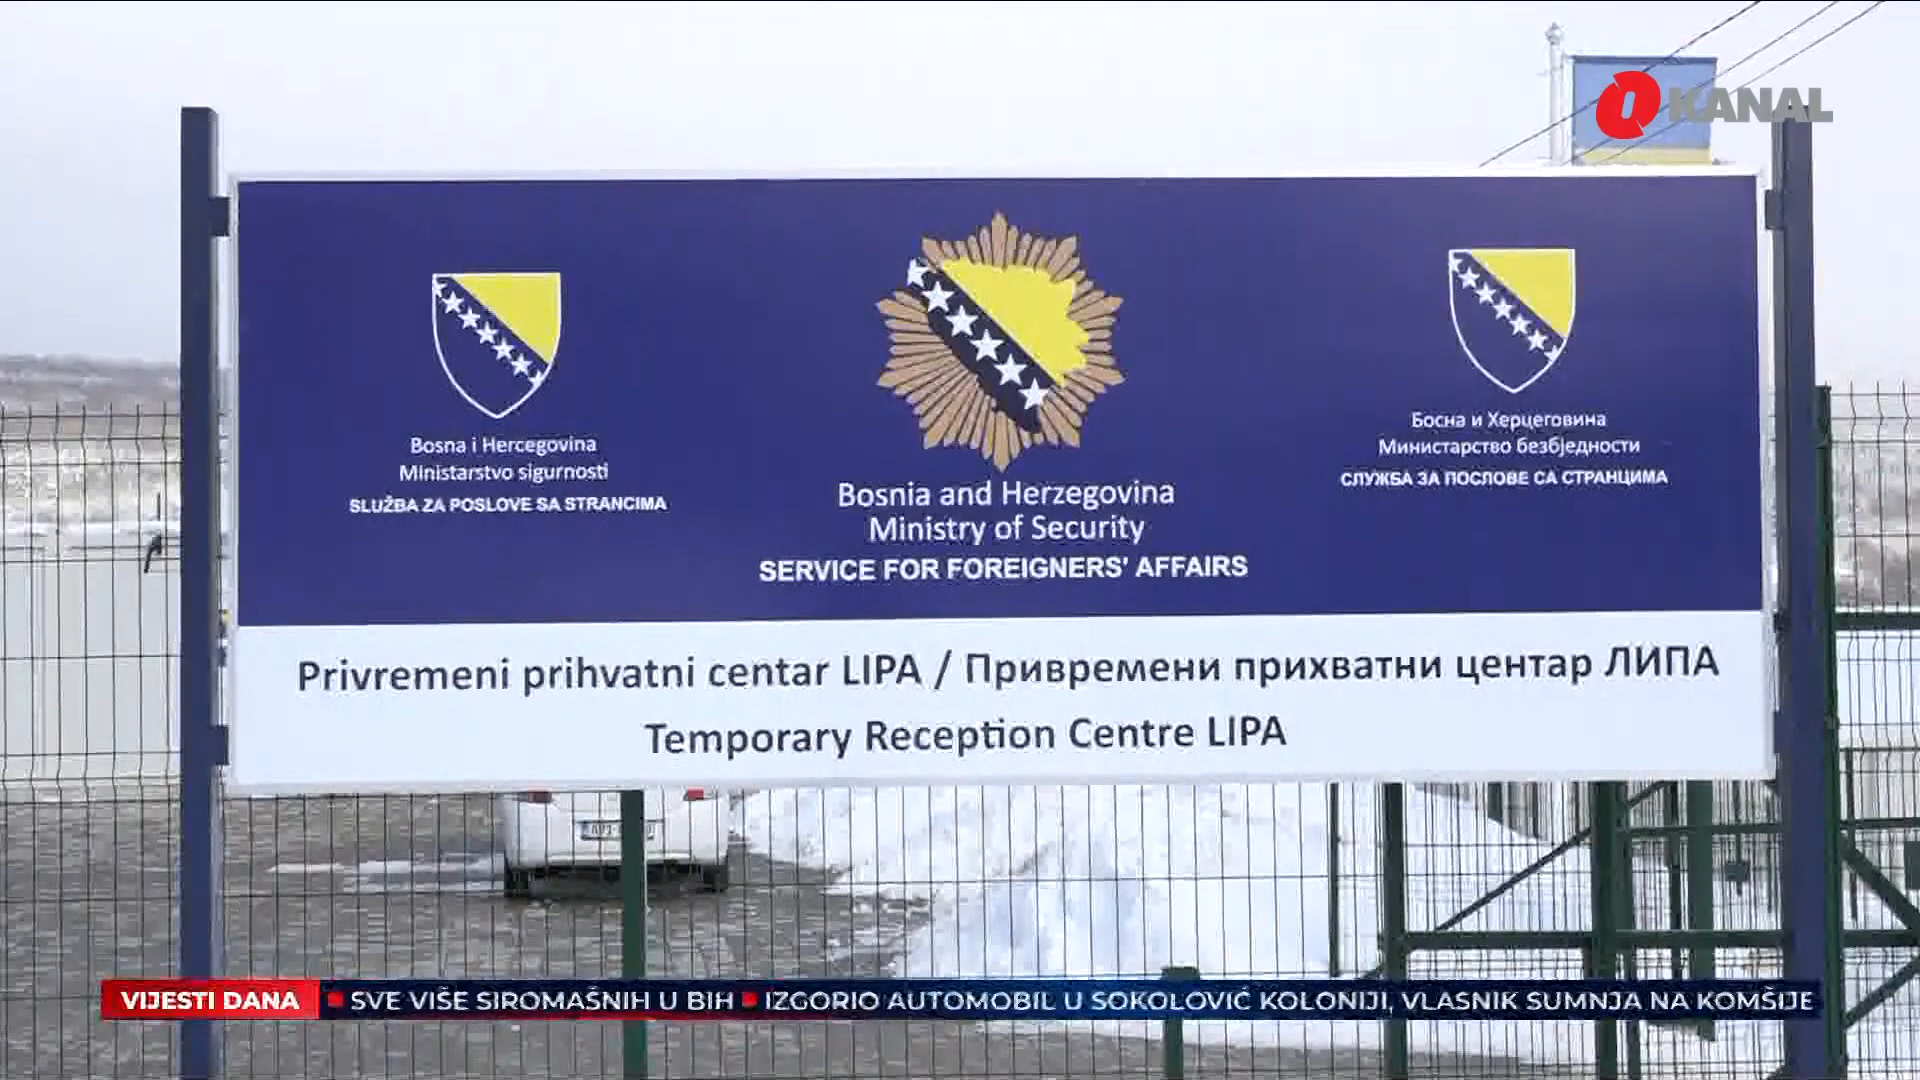 O KANAL
Bosna i Hercegovina
Ministarstvo sigurnosti
SLUŽBA ZA POSLOVE SA STRANCIMA
Bosnia and Herzegovina
Ministry of Security
SERVICE FOR FOREIGNERS' AFFAIRS
Босна и Херцеговина
Министарство безбједности
СЛУЖБА ЗА ПОСЛОВЕ СА СТРАНЦИМА
Privremeni prihvatni centar LIPA / Привремени прихватни центар ЛИПА
Temporary Reception Centre LIPA
VIJESTI DANA SVE VIŠE SIROMAŠNIH U BIH IZGORIO AUTOMOBIL U SOKOLOVIĆ KOLONIJI, VLASNIK SUMNJA NA KOMŠIJE